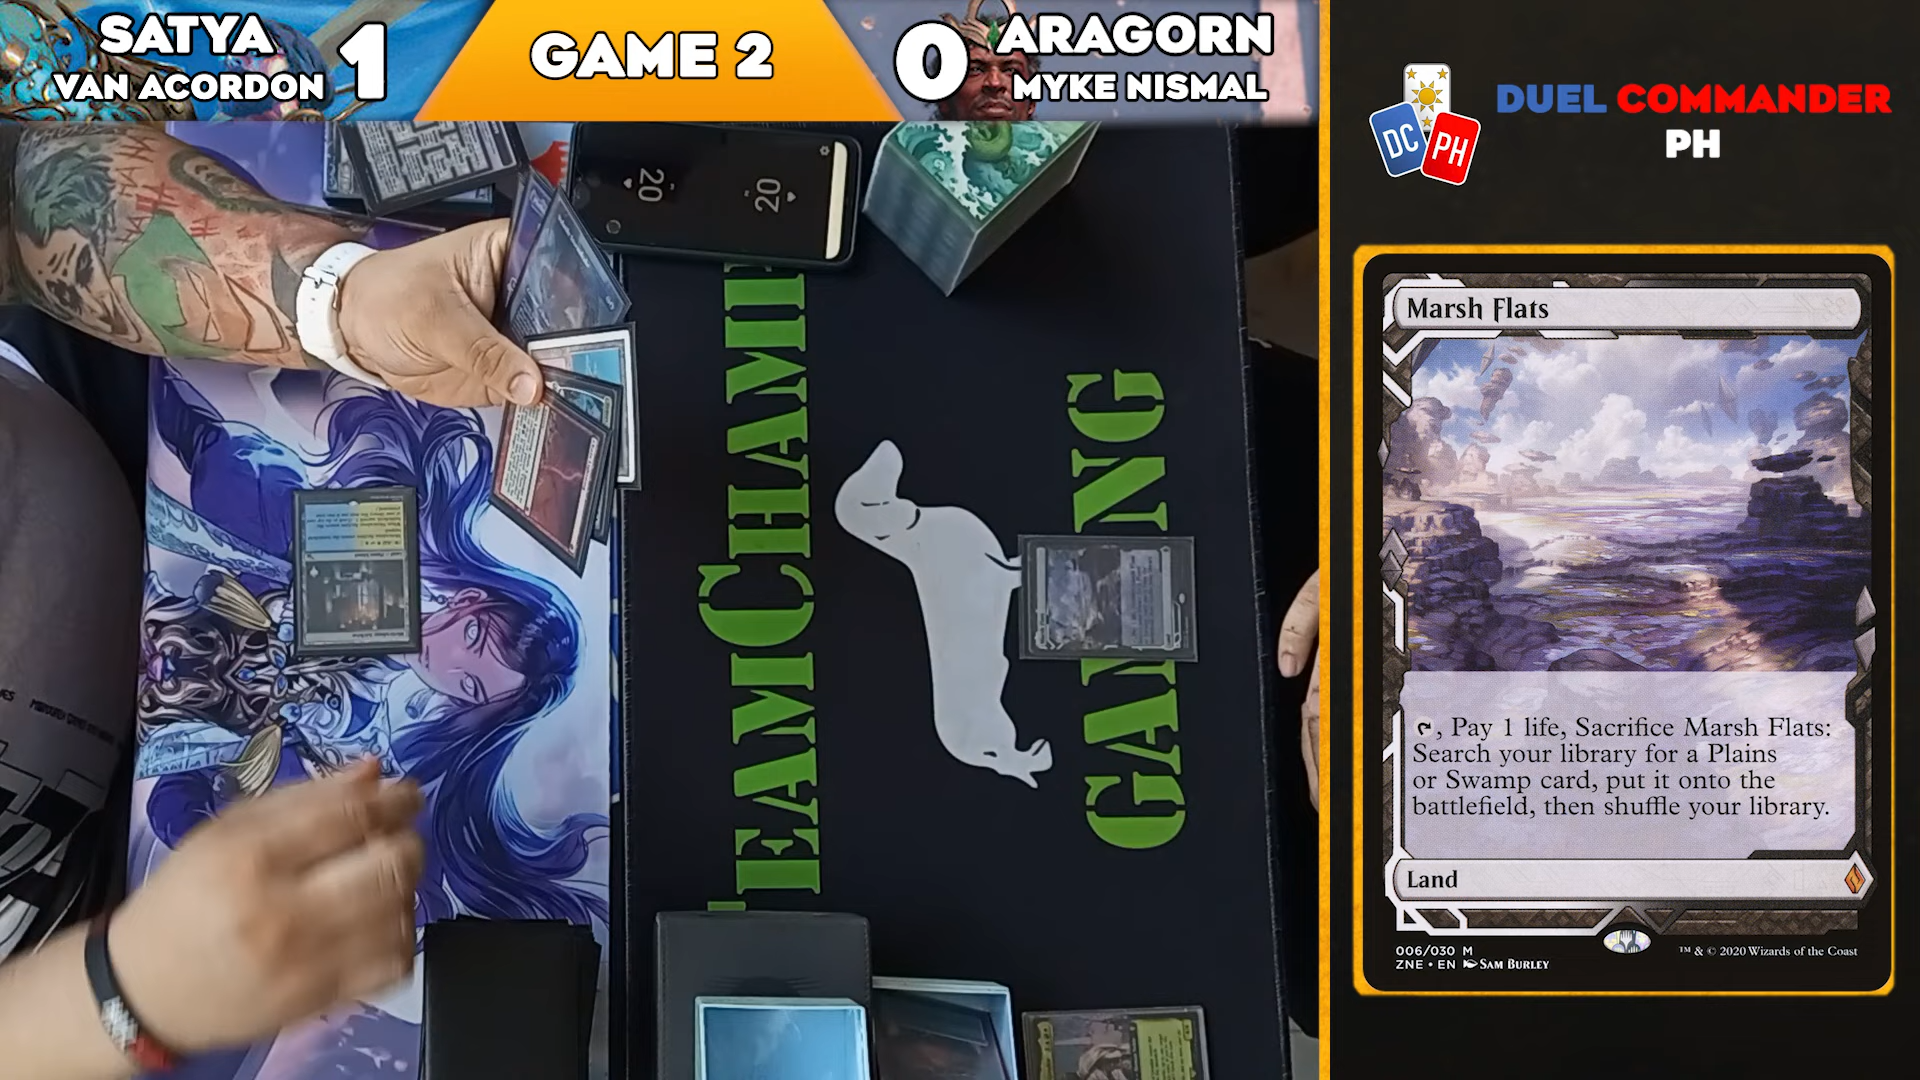 SATYA
VAN ACORDON
1
GAME 2
0
ARAGORN
MYKE NISMAL
DUEL COMMANDER
PH
DC
PH
20
20
TEAM CHAMI
GAMING
Marsh Flats
, Pay 1 life, Sacrifice Marsh Flats:
Search your library for a Plains
or Swamp card, put it onto the
battlefield, then shuffle your library.
Land
006/030 M
ZNE • EN SAM BURLEY
™ & © 2020 Wizards of the Coast